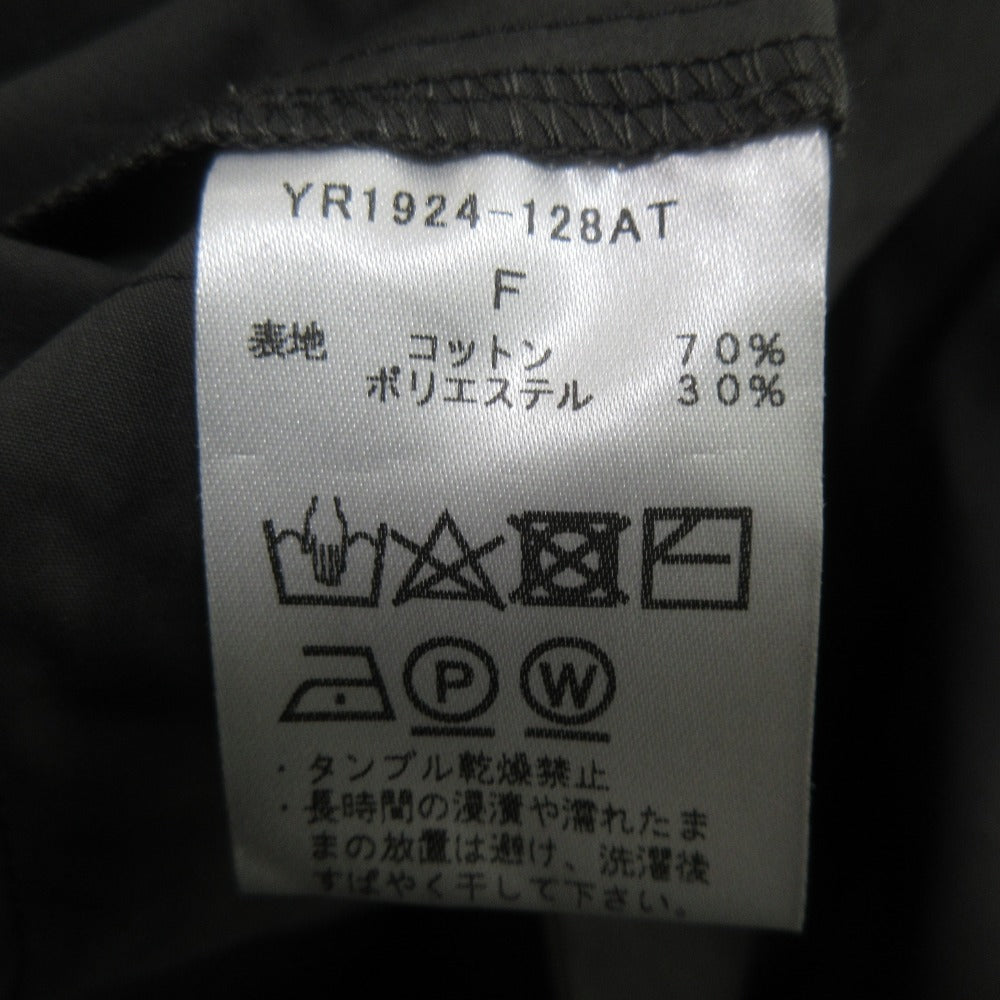 YR1924-128AT
F
表地 コットン 70%
ポリエステル 30%
P W
・タンブル乾燥禁止
・長時間の浸漬や濡れたま
まの放置は避け、洗濯後
すばやく干して下さい。